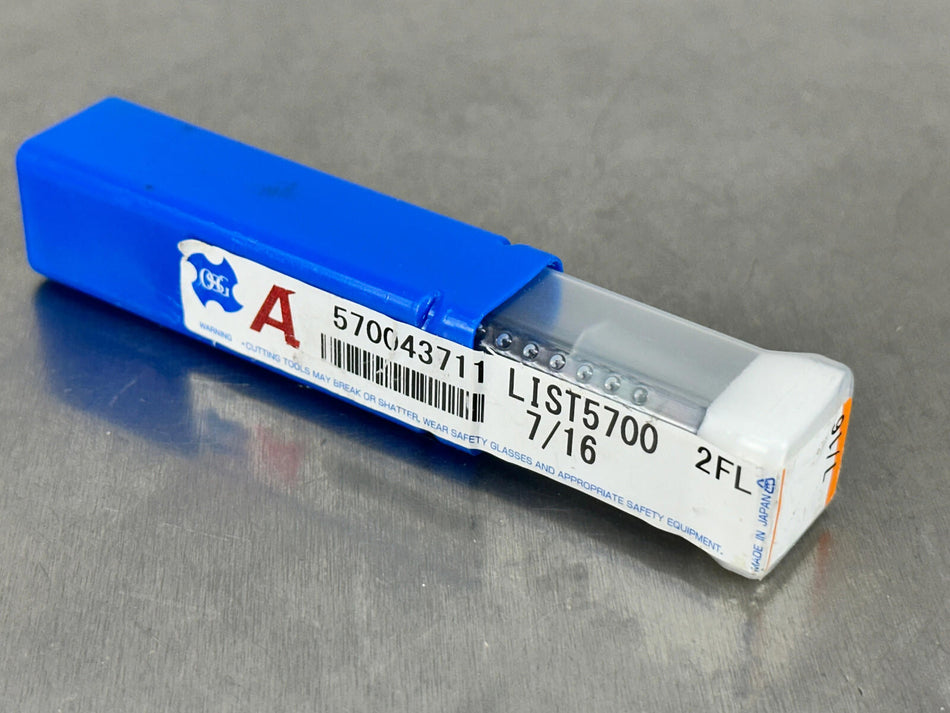 OSG
A
570043711
LIST5700
7/16
2FL
WARNING •CUTTING TOOLS MAY BREAK OR SHATTER, WEAR SAFETY GLASSES AND APPROPRIATE SAFETY EQUIPMENT.
MADE IN JAPAN
7/16